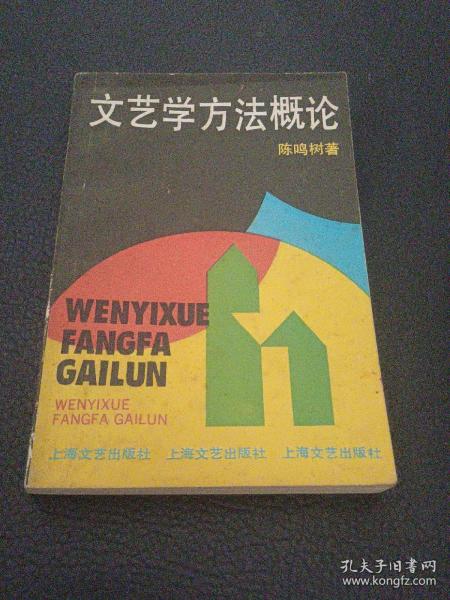 文艺学方法概论
陈鸣树著
WENYIXUE
FANGFA
GAILUN
WENYIXUE
FANGFA GAILUN
上海文艺出版社 上海文艺出版社 上海文艺出版社
孔夫子旧书网
www.kongfz.com